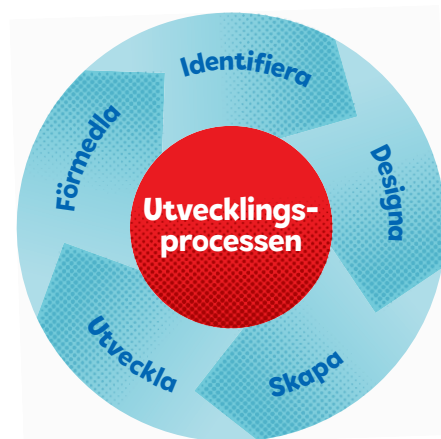 Identifiera
Designa
Skapa
Utveckla
Förmedla
Utvecklings-
processen